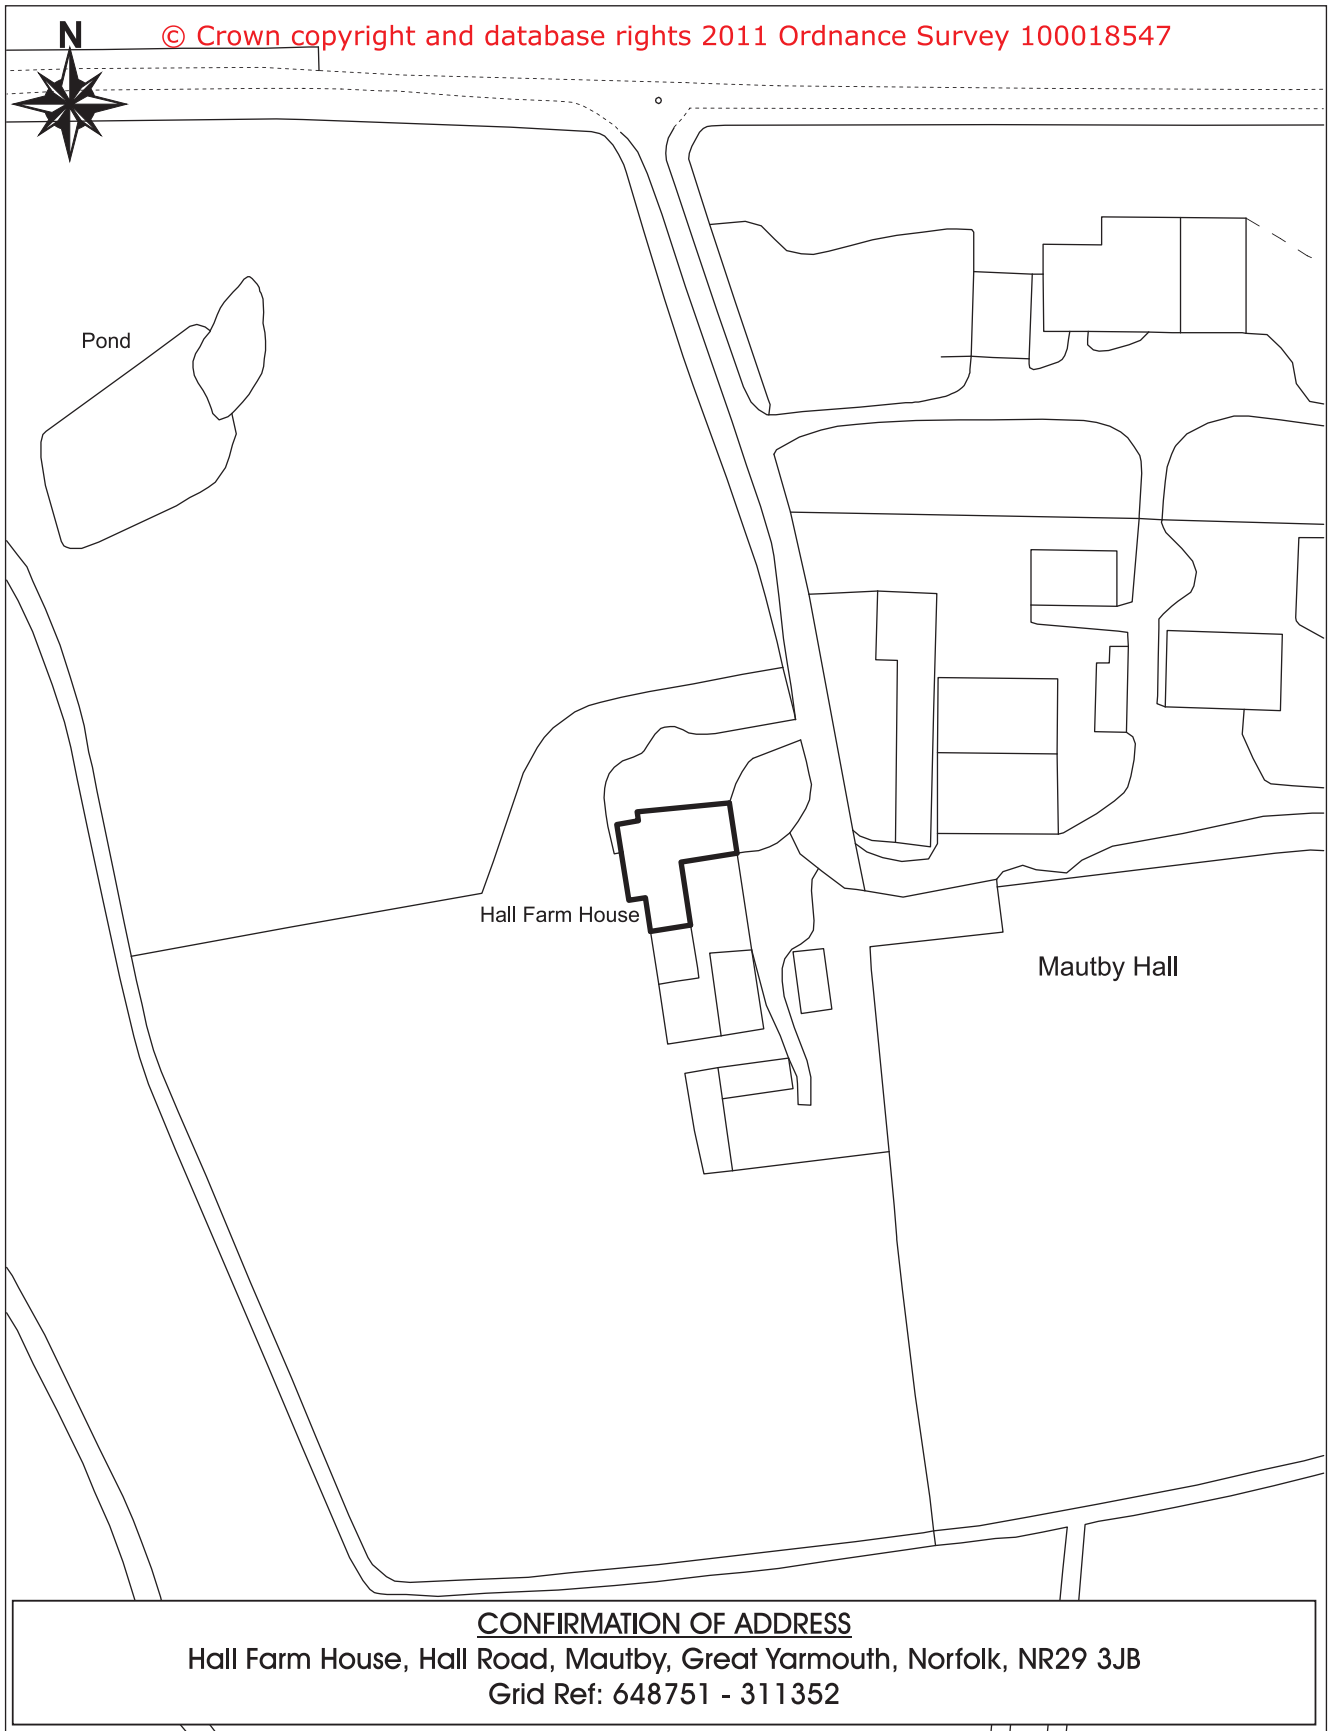 N
© Crown copyright and database rights 2011 Ordnance Survey 100018547
Pond
Hall Farm House
Mautby Hall
CONFIRMATION OF ADDRESS
Hall Farm House, Hall Road, Mautby, Great Yarmouth, Norfolk, NR29 3JB
Grid Ref: 648751 - 311352